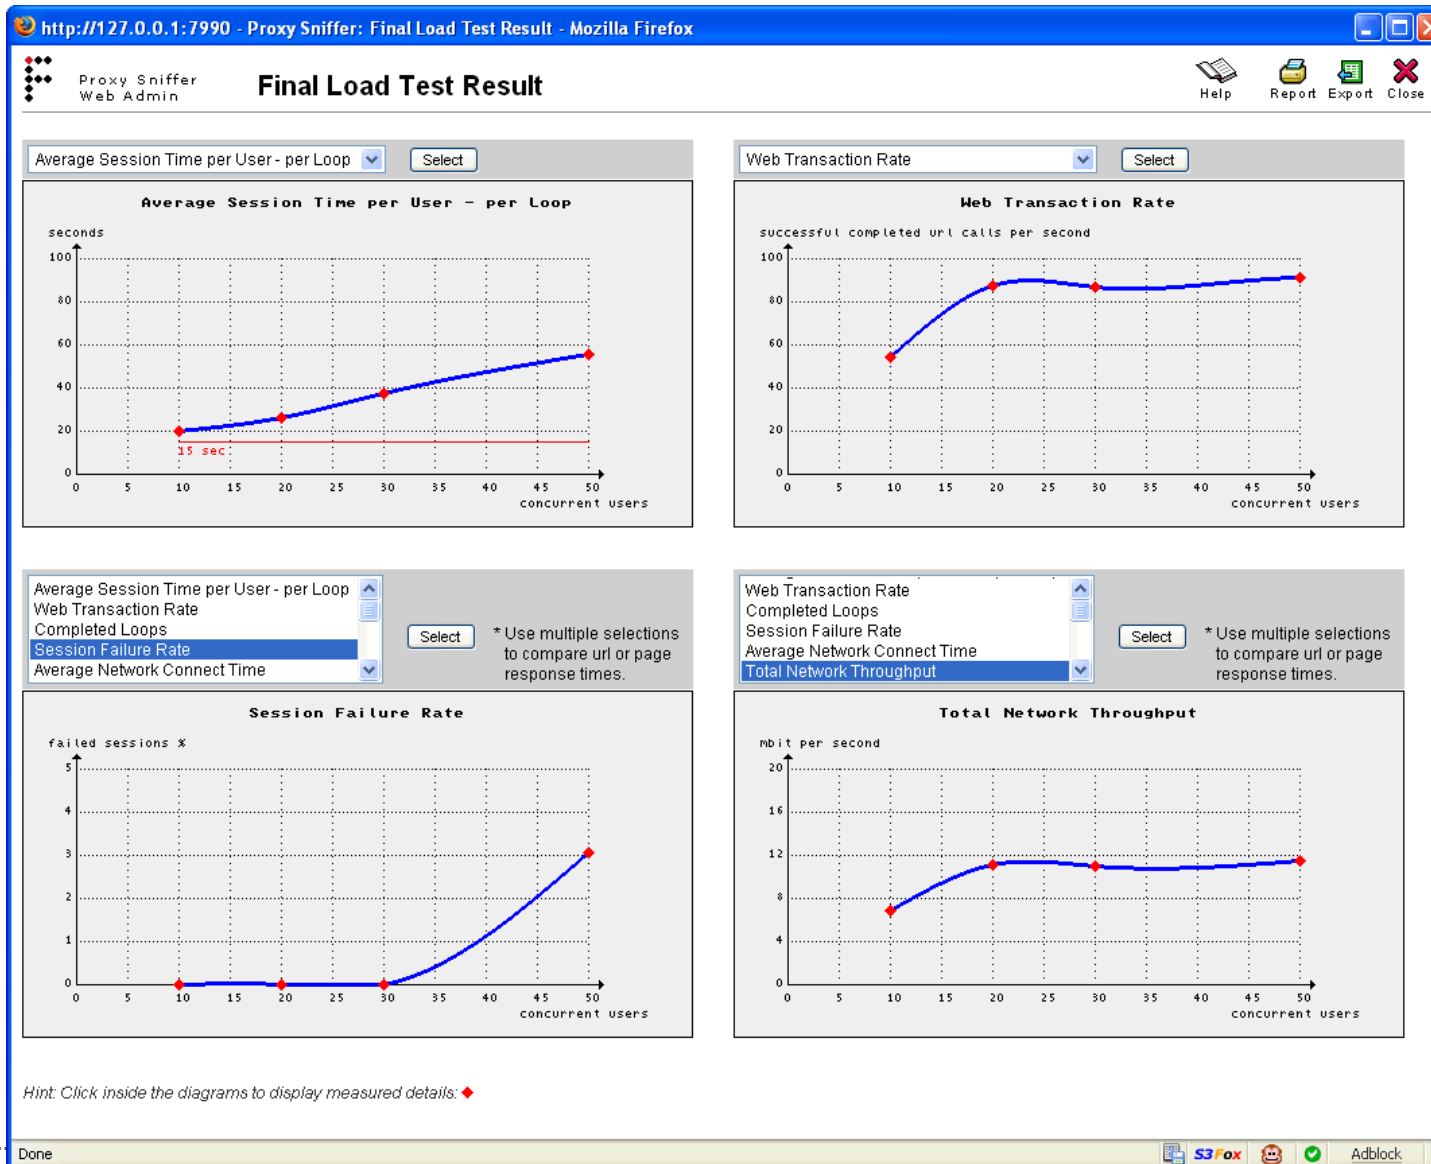 http://127.0.0.1:7990 - Proxy Sniffer: Final Load Test Result - Mozilla Firefox
Proxy Sniffer
Web Admin
Final Load Test Result
Help
Report
Export
Close
Average Session Time per User - per Loop
Select
Web Transaction Rate
Select
Average Session Time per User - per Loop
seconds
100
80
60
40
20
0
15 sec
0 5 10 15 20 25 30 35 40 45 50
concurrent users
Web Transaction Rate
successful completed url calls per second
100
80
60
40
20
0
0 5 10 15 20 25 30 35 40 45 50
concurrent users
Average Session Time per User - per Loop
Web Transaction Rate
Completed Loops
Session Failure Rate
Average Network Connect Time
Select
* Use multiple selections
to compare url or page
response times.
Web Transaction Rate
Completed Loops
Session Failure Rate
Average Network Connect Time
Total Network Throughput
Select
* Use multiple selections
to compare url or page
response times.
Session Failure Rate
failed sessions %
5
4
3
2
1
0
0 5 10 15 20 25 30 35 40 45 50
concurrent users
Total Network Throughput
mbit per second
20
16
12
8
4
0
0 5 10 15 20 25 30 35 40 45 50
concurrent users
Hint: Click inside the diagrams to display measured details:
Done
S3Fox
Adblock